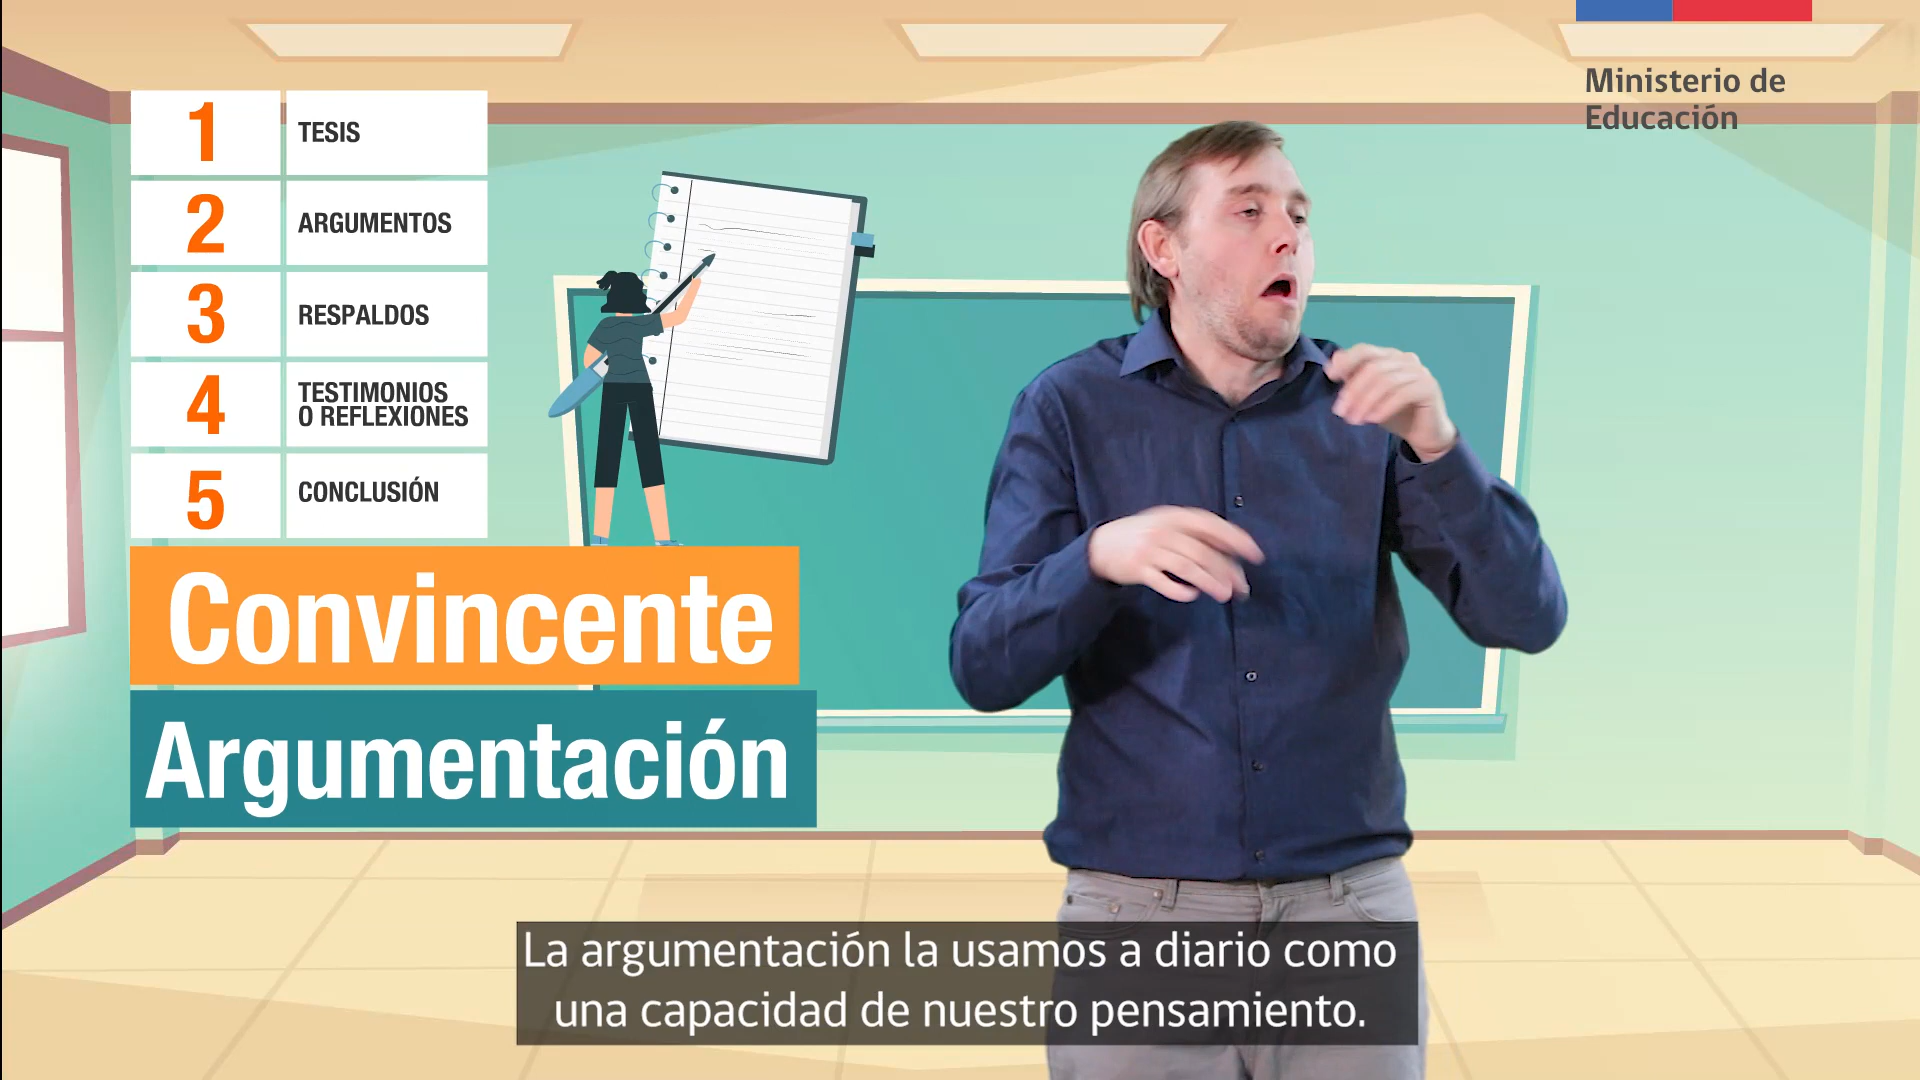 Ministerio de
Educación
1 TESIS
2 ARGUMENTOS
3 RESPALDOS
4 TESTIMONIOS
O REFLEXIONES
5 CONCLUSIÓN
Convincente
Argumentación
La argumentación la usamos a diario como
una capacidad de nuestro pensamiento.